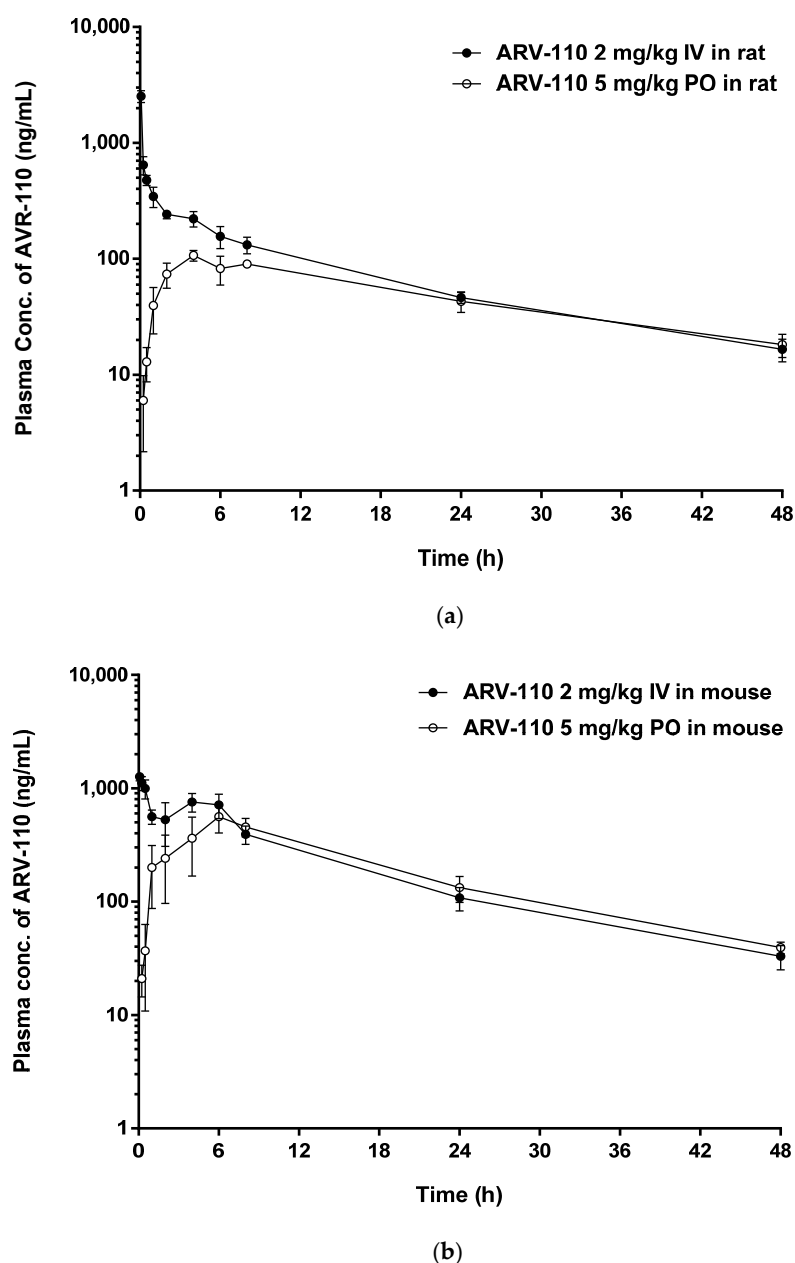 10,000
1,000
100
10
1
Plasma Conc. of AVR-110 (ng/mL)
ARV-110 2 mg/kg IV in rat
ARV-110 5 mg/kg PO in rat
0 6 12 18 24 30 36 42 48
Time (h)
(a)
10,000
1,000
100
10
1
Plasma conc. of ARV-110 (ng/mL)
ARV-110 2 mg/kg IV in mouse
ARV-110 5 mg/kg PO in mouse
0 6 12 18 24 30 36 42 48
Time (h)
(b)